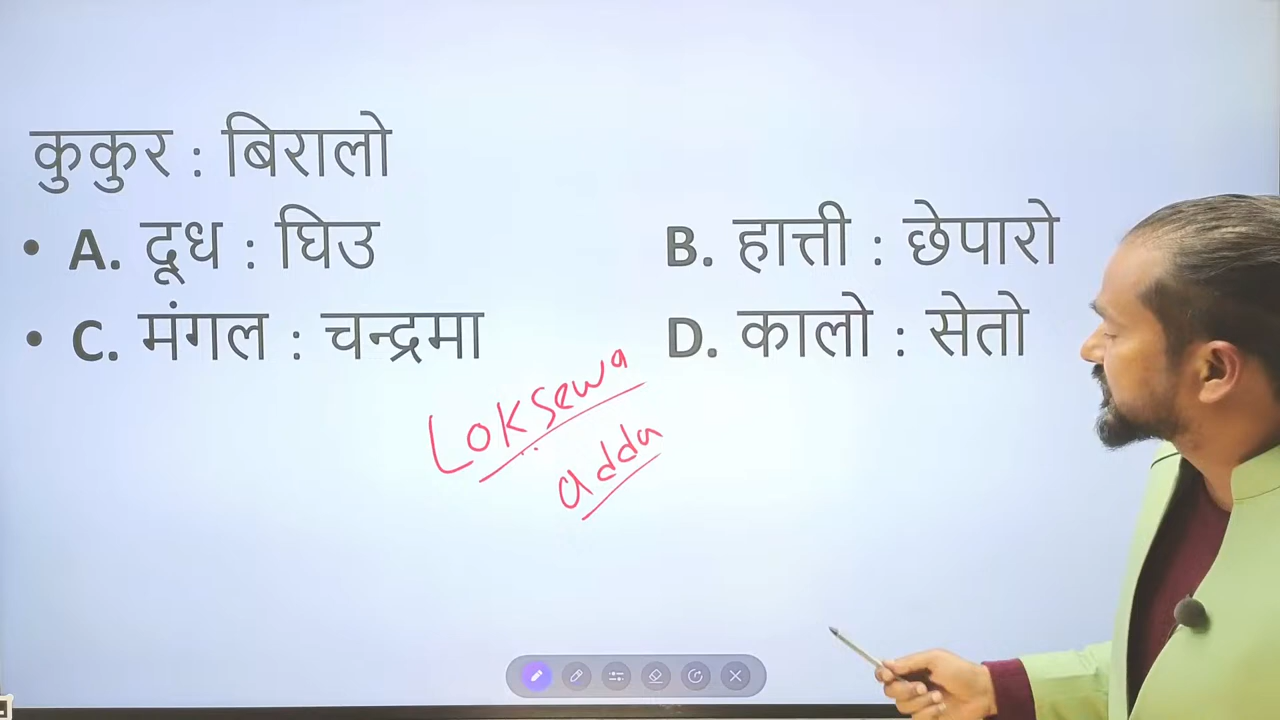 कुकुर : बिरालो
• A. दूध : घिउ B. हात्ती : छेपारो
• C. मंगल : चन्द्रमा D. कालो : सेतो
Loksewa
adda